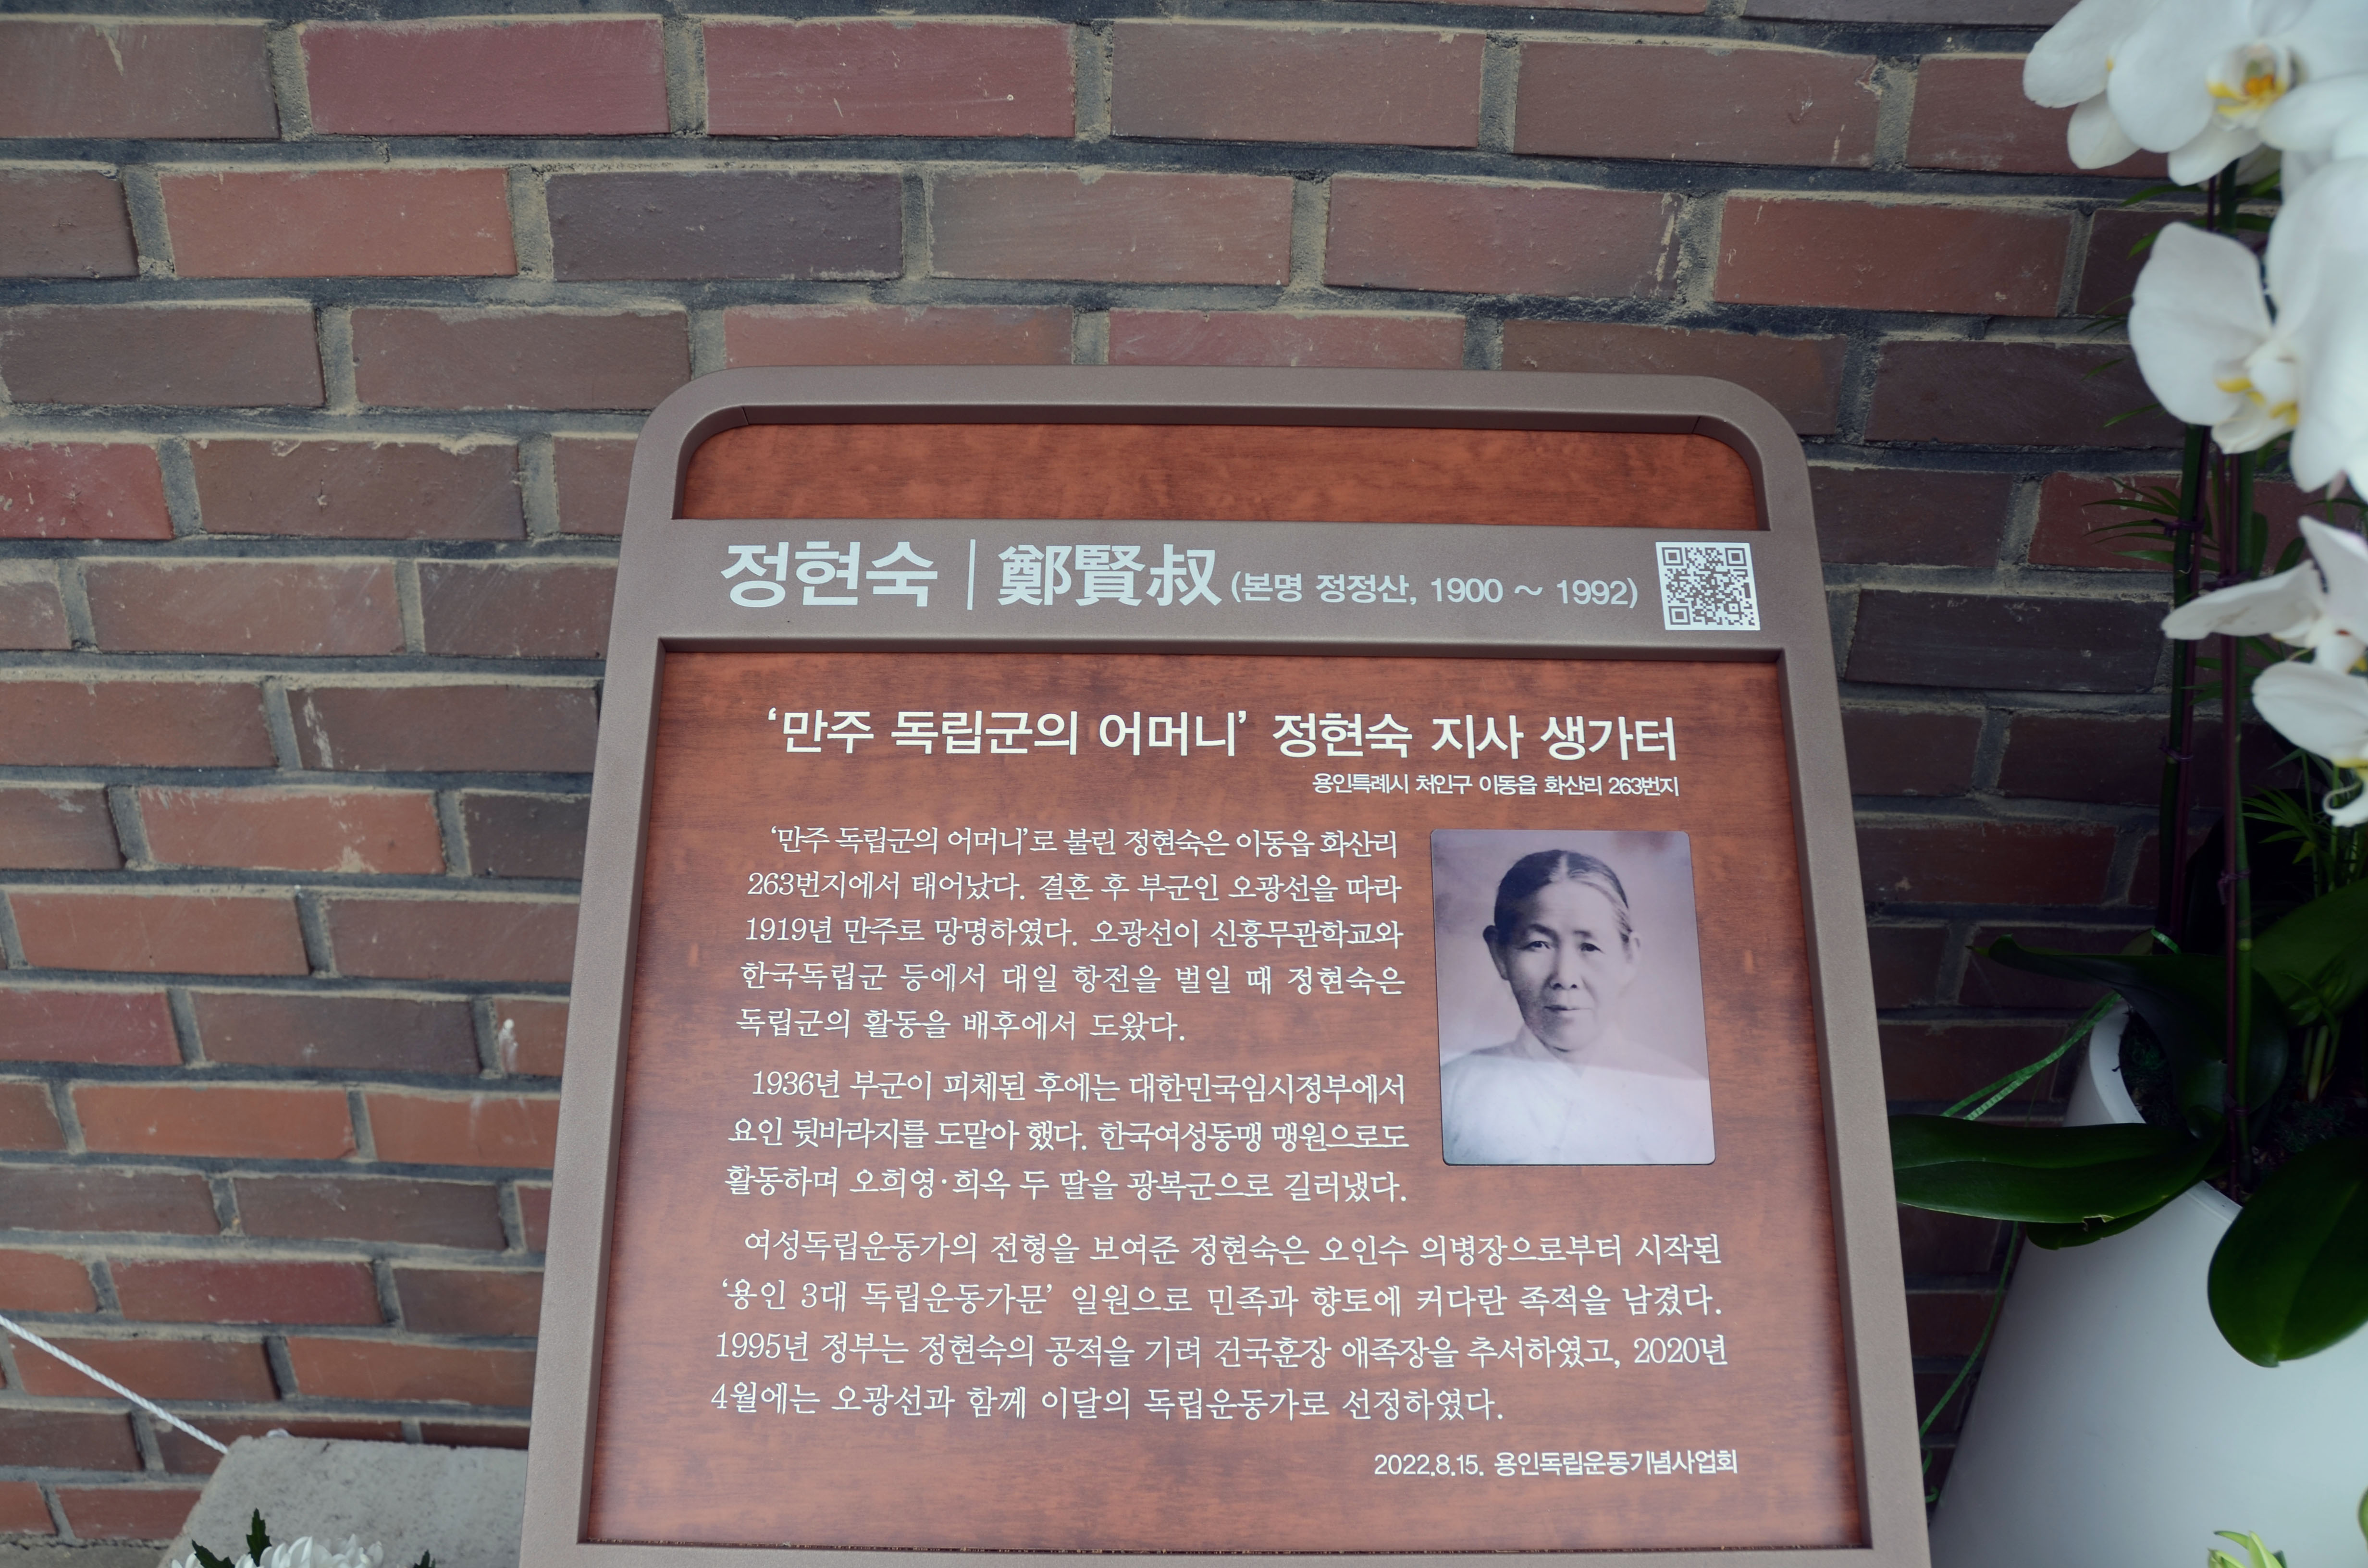 정현숙 | 鄭賢叔 (본명 정정산, 1900 ~ 1992)
‘만주 독립군의 어머니’ 정현숙 지사 생가터
용인특례시 처인구 이동읍 화산리 263번지
‘만주 독립군의 어머니’로 불린 정현숙은 이동읍 화산리
263번지에서 태어났다. 결혼 후 부군인 오광선을 따라
1919년 만주로 망명하였다. 오광선이 신흥무관학교와
한국독립군 등에서 대일 항전을 벌일 때 정현숙은
독립군의 활동을 배후에서 도왔다.
1936년 부군이 피체된 후에는 대한민국임시정부에서
요인 뒷바라지를 도맡아 했다. 한국여성동맹 맹원으로도
활동하며 오희영·희옥 두 딸을 광복군으로 길러냈다.
여성독립운동가의 전형을 보여준 정현숙은 오인수 의병장으로부터 시작된
‘용인 3대 독립운동가문’ 일원으로 민족과 향토에 커다란 족적을 남겼다.
1995년 정부는 정현숙의 공적을 기려 건국훈장 애족장을 추서하였고, 2020년
4월에는 오광선과 함께 이달의 독립운동가로 선정하였다.
2022.8.15. 용인독립운동기념사업회